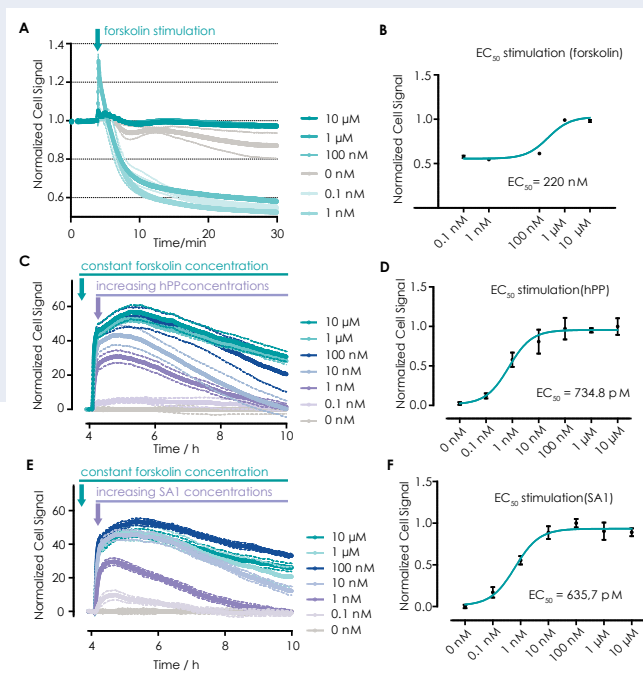 A
forskolin stimulation
Normalized Cell Signal
1.4
1.2
1.0
0.8
0.6
0
10
20
30
Time/min
10 µM
1 µM
100 nM
0 nM
0.1 nM
1 nM
B
EC50 stimulation (forskolin)
Normalized Cell Signal
1.5
1.0
0.5
EC50= 220 nM
0.1 nM
1 nM
100 nM
1 µM
10 µM
C
constant forskolin concentration
increasing hPPconcentrations
Normalized Cell Signal
60
40
20
0
4
6
8
10
Time / h
10 µM
1 µM
100 nM
10 nM
1 nM
0.1 nM
0 nM
D
EC50 stimulation(hPP)
Normalized Cell Signal
1.5
1.0
0.5
0.0
EC50 = 734.8 pM
0 nM
0.1 nM
1 nM
10 nM
100 nM
1 µM
10 µM
E
constant forskolin concentration
increasing SA1 concentrations
Normalized Cell Signal
60
40
20
0
4
6
8
10
Time / h
10 µM
1 µM
100 nM
10 nM
1 nM
0.1 nM
0 nM
F
EC50 stimulation(SA1)
Normalized Cell Signal
1.5
1.0
0.5
0.0
EC50 = 635,7 pM
0 nM
0.1 nM
1 nM
10 nM
100 nM
1 µM
10 µM